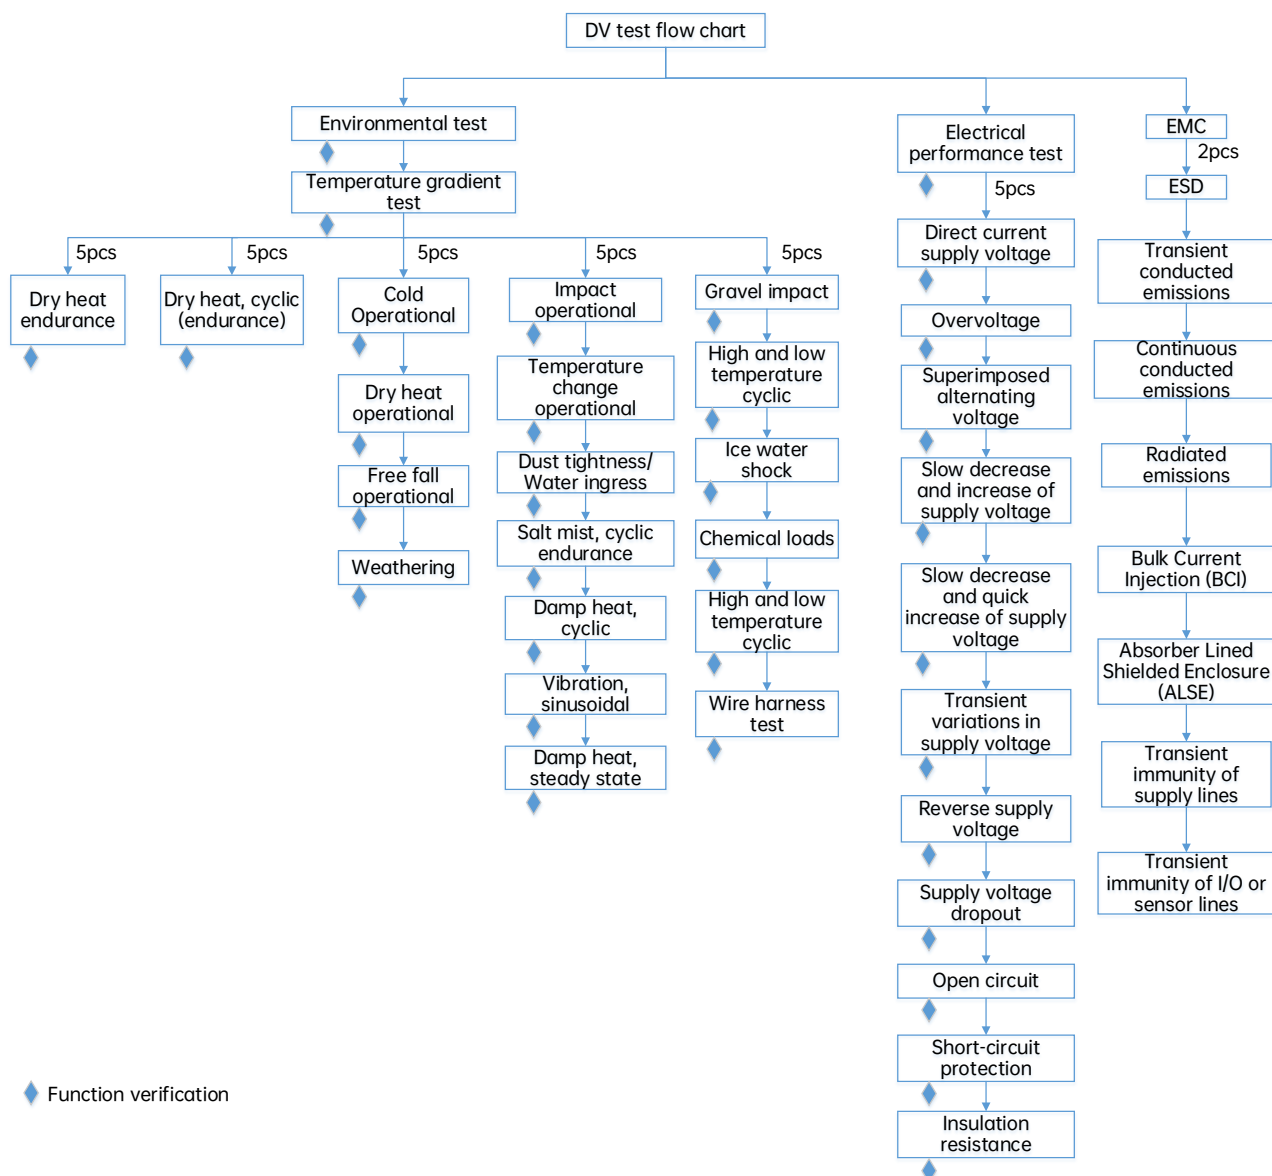 DV test flow chart
Environmental test
Temperature gradient
test
5pcs
5pcs
5pcs
5pcs
5pcs
Dry heat
endurance
Dry heat, cyclic
(endurance)
Cold
Operational
Dry heat
operational
Free fall
operational
Weathering
Impact
operational
Temperature
change
operational
Dust tightness/
Water ingress
Salt mist, cyclic
endurance
Damp heat,
cyclic
Vibration,
sinusoidal
Damp heat,
steady state
Gravel impact
High and low
temperature
cyclic
Ice water
shock
Chemical loads
High and low
temperature
cyclic
Wire harness
test
Electrical
performance test
5pcs
Direct current
supply voltage
Overvoltage
Superimposed
alternating
voltage
Slow decrease
and increase of
supply voltage
Slow decrease
and quick
increase of supply
voltage
Transient
variations in
supply voltage
Reverse supply
voltage
Supply voltage
dropout
Open circuit
Short-circuit
protection
Insulation
resistance
EMC
2pcs
ESD
Transient
conducted
emissions
Continuous
conducted
emissions
Radiated
emissions
Bulk Current
Injection (BCI)
Absorber Lined
Shielded Enclosure
(ALSE)
Transient
immunity of
supply lines
Transient
immunity of I/O or
sensor lines
Function verification